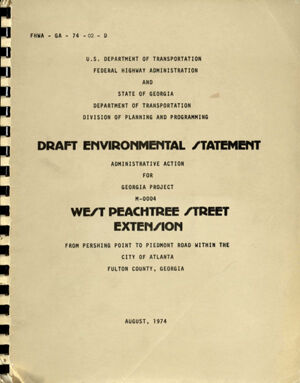 FHWA - GA - 74 - 02 - D
U.S. DEPARTMENT OF TRANSPORTATION
FEDERAL HIGHWAY ADMINISTRATION
AND
STATE OF GEORGIA
DEPARTMENT OF TRANSPORTATION
DIVISION OF PLANNING AND PROGRAMMING
DRAFT ENVIRONMENTAL STATEMENT
ADMINISTRATIVE ACTION
FOR
GEORGIA PROJECT
M-0004
WEST PEACHTREE STREET
EXTENSION
FROM PERSHING POINT TO PIEDMONT ROAD WITHIN THE
CITY OF ATLANTA
FULTON COUNTY, GEORGIA
AUGUST, 1974